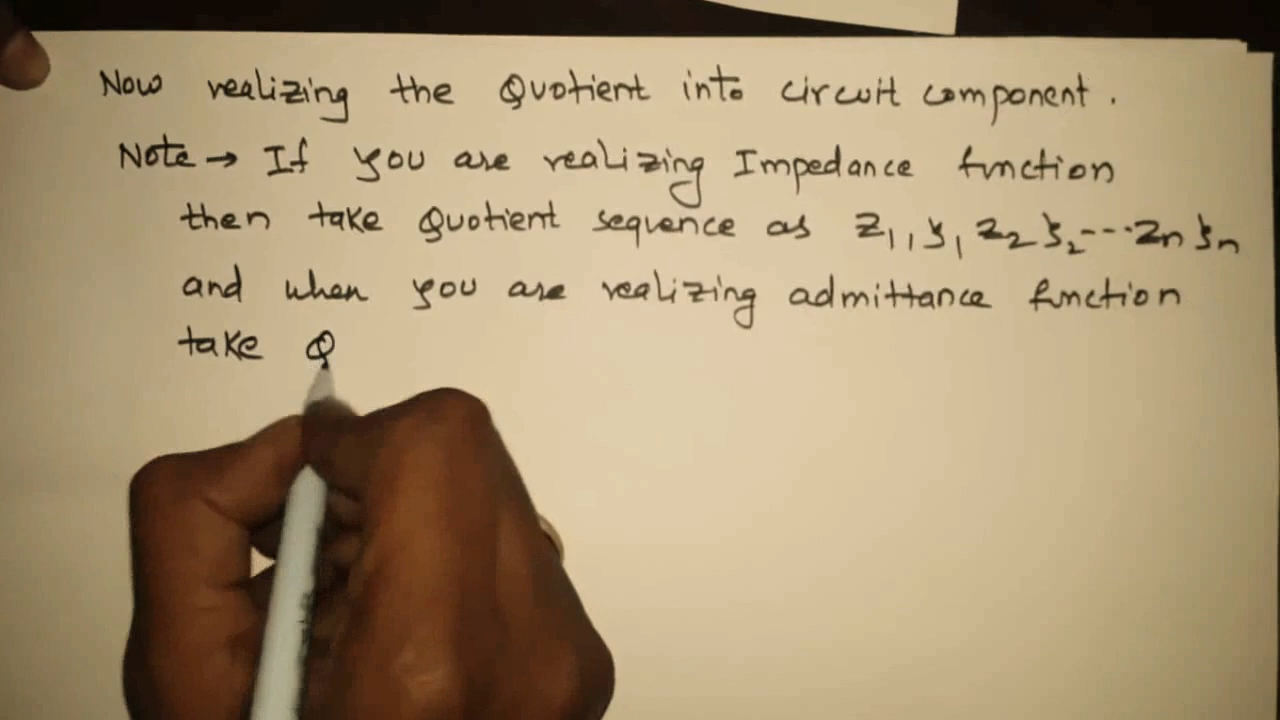 Now realizing the Quotient into circuit component.
Note → If you are realizing Impedance function
then take Quotient sequence as Z1, y1 Z2 y2 --- Zn yn
and when you are realizing admittance function
take Q